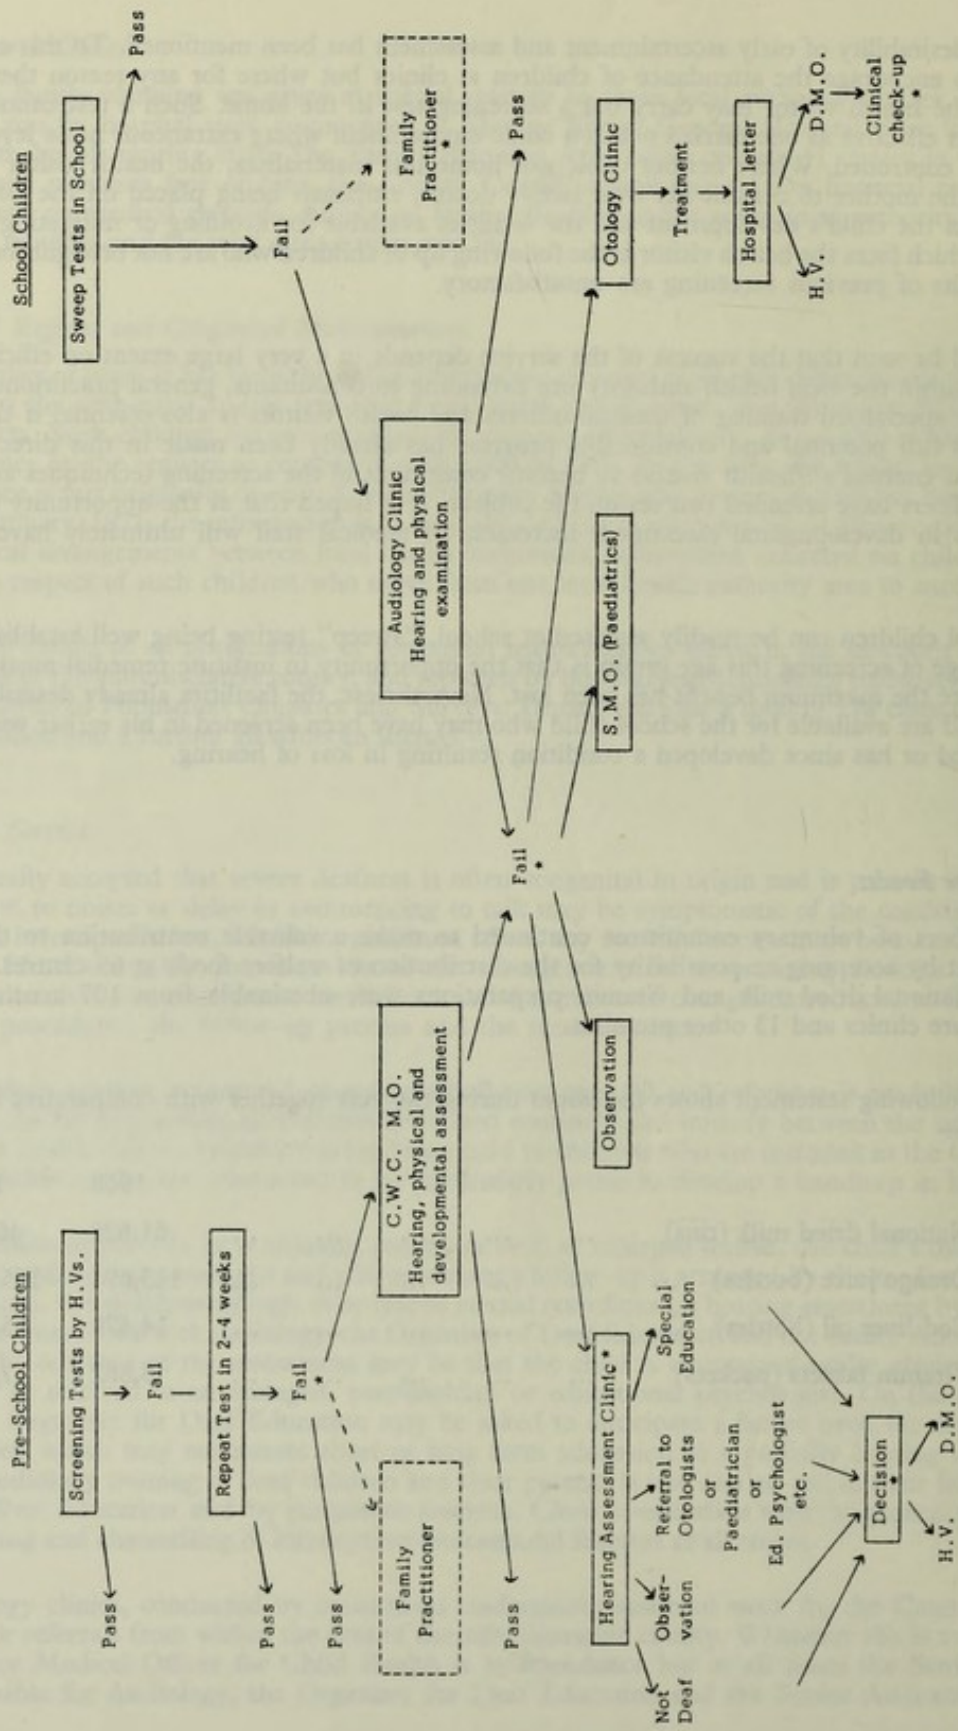 Pre-School Children
School Children
Screening Tests by H.Vs.
Pass
Fail
Repeat Test in 2-4 weeks
Pass
Fail
*
Pass
Family
Practitioner
C.W.C. M.O.
Hearing, physical and
developmental assessment
Pass
Sweep Tests in School
Pass
Fail
Family
Practitioner
*
Audiology Clinic
Hearing and physical
examination
Pass
Fail
*
Hearing Assessment Clinic *
Observation
S.M.O. (Paediatrics)
Otology Clinic
Treatment
Hospital letter
H.V.
D.M.O.
Clinical
check-up
*
Not
Deaf
Obser-
vation
Referral to
Otologists
or
Paediatrician
or
Ed. Psychologist
etc.
Special
Education
Decision
*
H.V.
D.M.O.